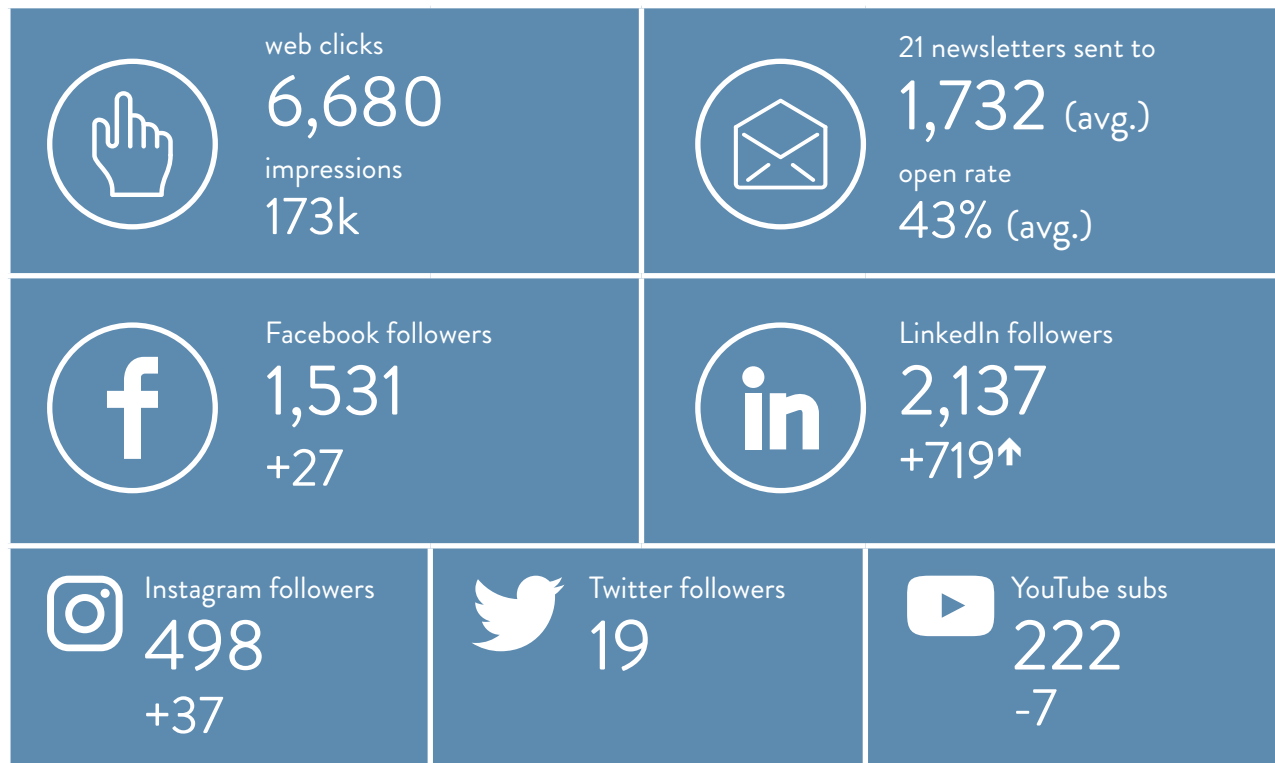 web clicks
6,680
impressions
173k
21 newsletters sent to
1,732 (avg.)
open rate
43% (avg.)
Facebook followers
1,531
+27
LinkedIn followers
2,137
+719↑
Instagram followers
498
+37
Twitter followers
19
YouTube subs
222
-7